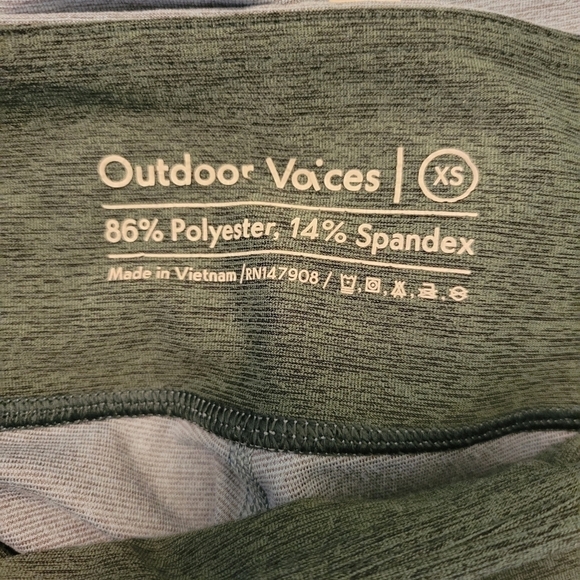 Outdoor Voices | XS
86% Polyester, 14% Spandex
Made in Vietnam /RN147908 /